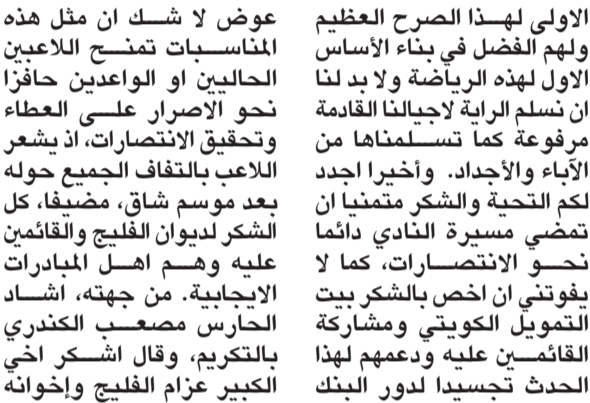 الاولى لهذا الصرح العظيم
ولهم الفضل في بناء الأساس
الاول لهذه الرياضة ولا بد لنا
ان نسلم الراية لاجيالنا القادمة
مرفوعة كما تسلمناها من
الآباء والأجداد. وأخيرا اجدد
لكم التحية والشكر متمنيا ان
تمضي مسيرة النادي دائما
نحو الانتصارات، كما لا
يفوتني ان اخص بالشكر بيت
التمويل الكويتي ومشاركة
القائمين عليه ودعمهم لهذا
الحدث تجسيدا لدور البنك
عوض لا شك ان مثل هذه
المناسبات تمنح اللاعبين
الحاليين او الواعدين حافزا
نحو الاصرار على العطاء
وتحقيق الانتصارات، اذ يشعر
اللاعب بالتفاف الجميع حوله
بعد موسم شاق، مضيفا، كل
الشكر لديوان الفليج والقائمين
عليه وهم اهل المبادرات
الايجابية. من جهته، اشاد
الحارس مصعب الكندري
بالتكريم، وقال اشكر اخي
الكبير عزام الفليج وإخوانه